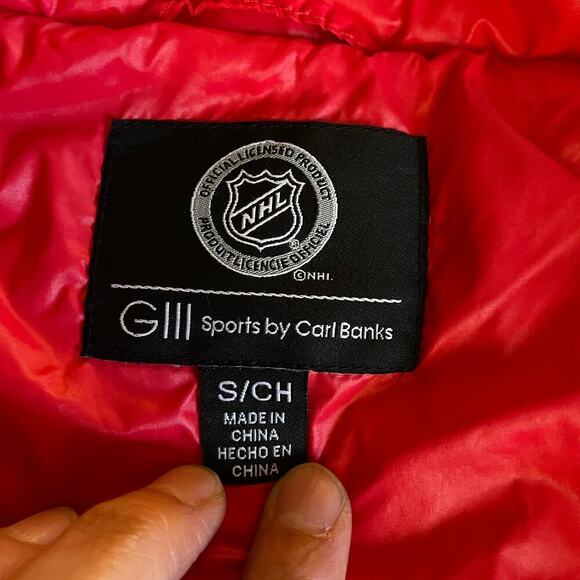 OFFICIAL LICENSED PRODUCT
NHL
®
PRODUIT LICENCIE OFFICIEL
©NHL
GIII Sports by Carl Banks
S/CH
MADE IN
CHINA
HECHO EN
CHINA